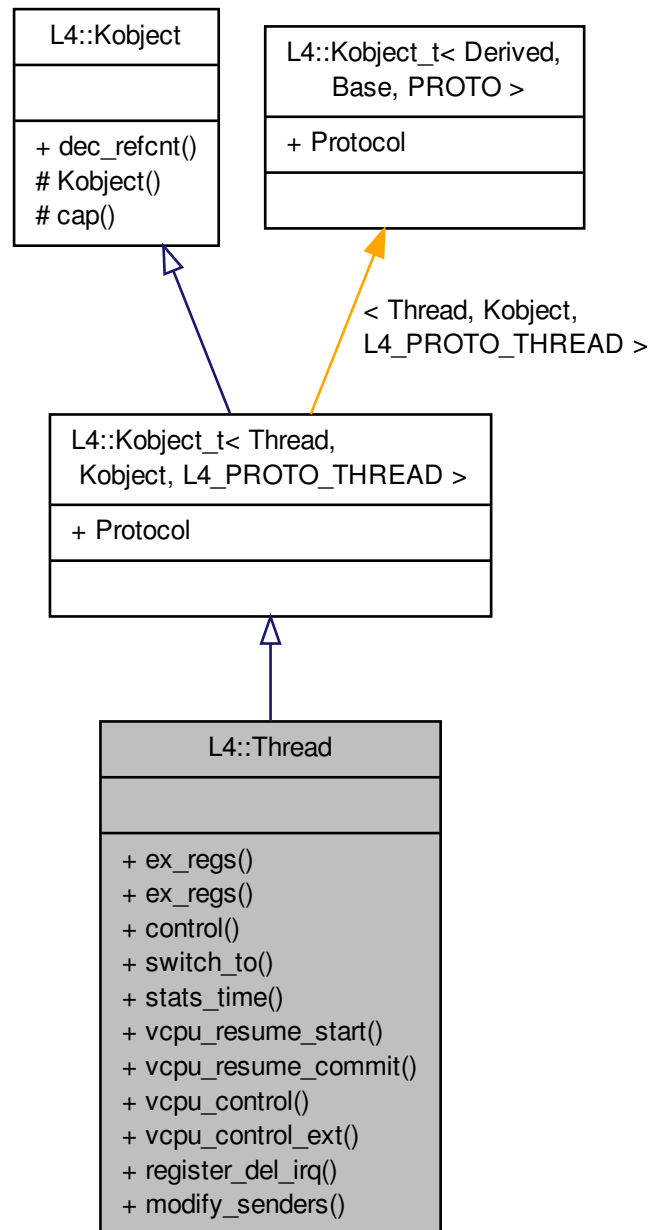 L4::Kobject
+ dec_refcnt()
# Kobject()
# cap()
L4::Kobject_t< Derived,
Base, PROTO >
+ Protocol
< Thread, Kobject,
L4_PROTO_THREAD >
L4::Kobject_t< Thread,
Kobject, L4_PROTO_THREAD >
+ Protocol
L4::Thread
+ ex_regs()
+ ex_regs()
+ control()
+ switch_to()
+ stats_time()
+ vcpu_resume_start()
+ vcpu_resume_commit()
+ vcpu_control()
+ vcpu_control_ext()
+ register_del_irq()
+ modify_senders()